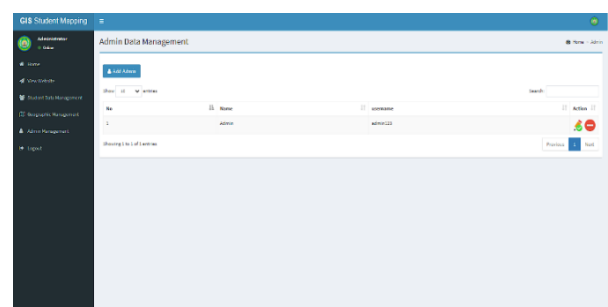 GIS Student Mapping
Administrator
Online
Admin Data Management
Home > Admin
Home
View Website
Student Data Management
Geographic Management
Admin Management
Logout
Add Admin
Show 10 entries
Search:
No Name username Action
1 Admin admin123
Showing 1 to 1 of 1 entries
Previous 1 Next